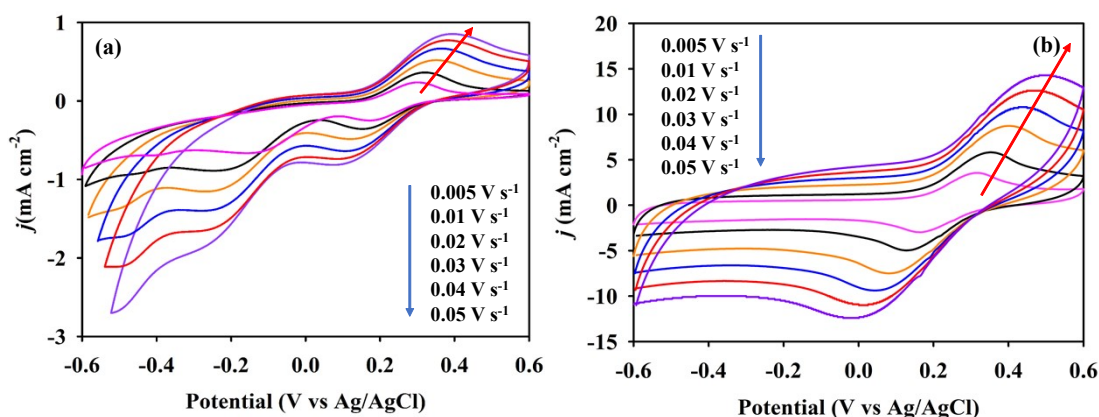 (a)
1
0
-1
-2
-3
j(mA cm-2)
0.005 V s-1
0.01 V s-1
0.02 V s-1
0.03 V s-1
0.04 V s-1
0.05 V s-1
-0.6 -0.4 -0.2 0.0 0.2 0.4 0.6
Potential (V vs Ag/AgCl)
(b)
20
15
10
5
0
-5
-10
-15
j (mA cm-2)
0.005 V s-1
0.01 V s-1
0.02 V s-1
0.03 V s-1
0.04 V s-1
0.05 V s-1
-0.6 -0.4 -0.2 0.0 0.2 0.4 0.6
Potential (V vs Ag/AgCl)